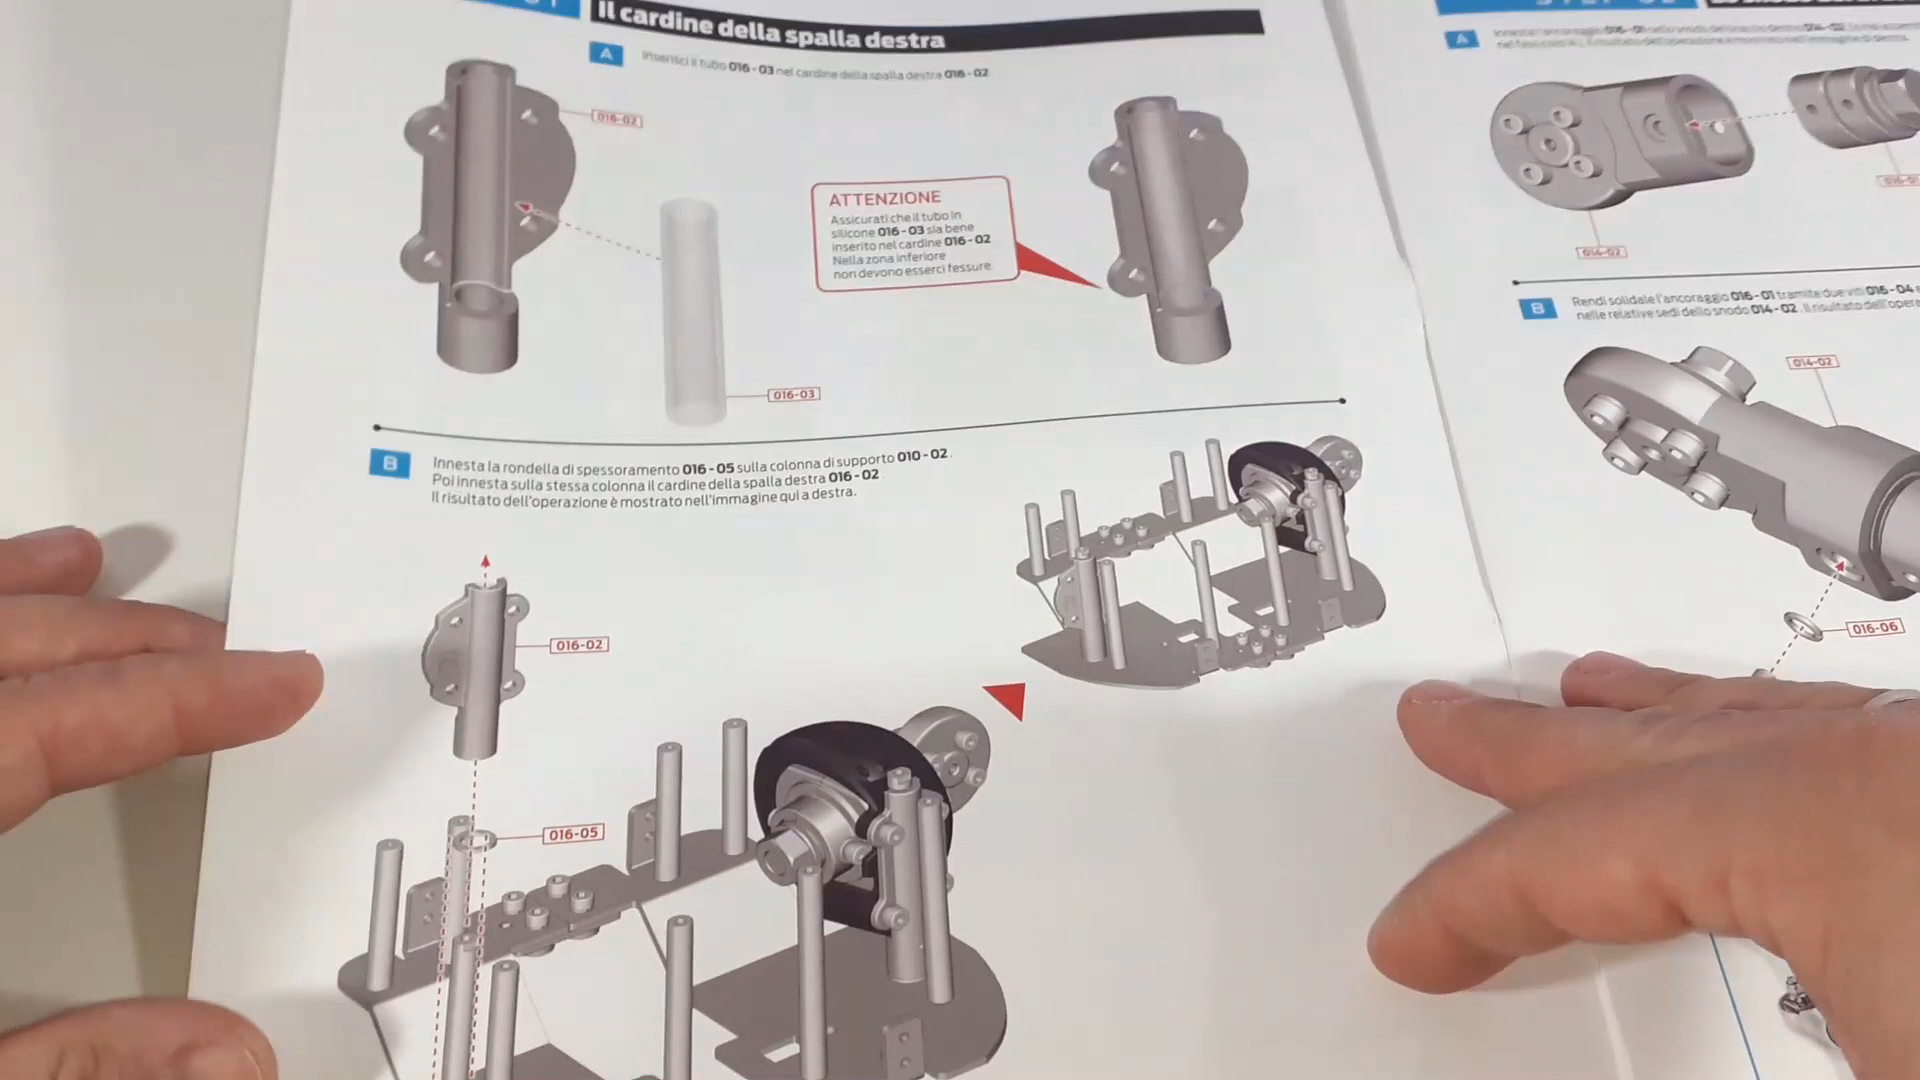 Il cardine della spalla destra
A
Inserisci il tubo 016-03 nel cardine della spalla destra 016-02
016-02
ATTENZIONE
Assicurati che il tubo in
silicone 016-03 sia bene
inserito nel cardine 016-02
Nella zona inferiore
non devono esserci fessure.
016-03
B
Innesta la rondella di spessoramento 016-05 sulla colonna di supporto 010-02.
Poi innesta sulla stessa colonna il cardine della spalla destra 016-02.
Il risultato dell'operazione è mostrato nell'immagine qui a destra.
016-02
016-05
A
014-02
B
Rendi solidale l'ancoraggio 016-01 tramite due viti 016-04
nelle relative sedi dello snodo 014-02. Il risultato dell'opera
014-02
016-06